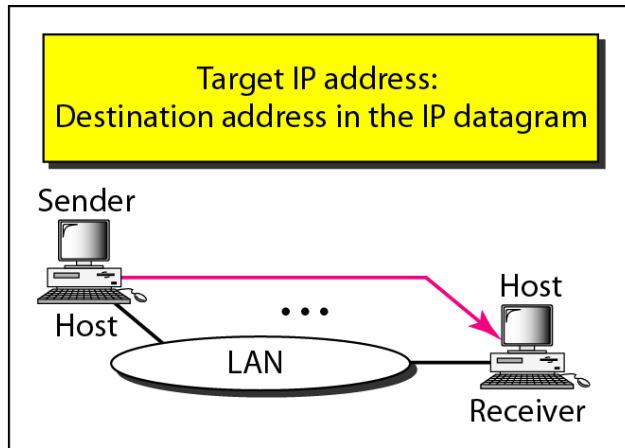 Target IP address:
Destination address in the IP datagram
Sender
Host
Host
LAN
Receiver